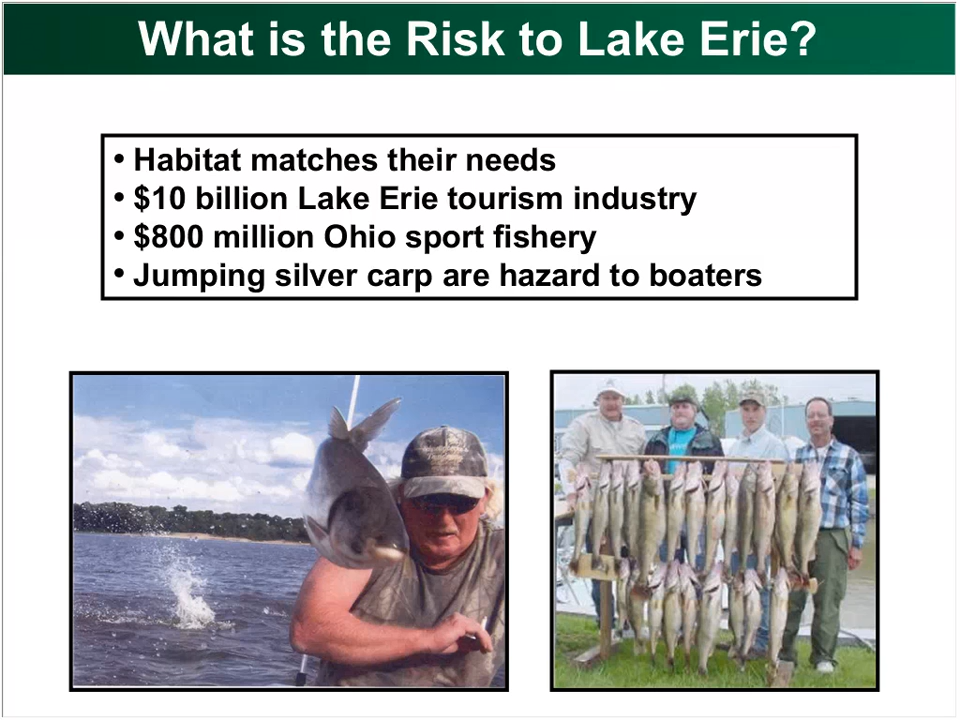 What is the Risk to Lake Erie?
• Habitat matches their needs
• $10 billion Lake Erie tourism industry
• $800 million Ohio sport fishery
• Jumping silver carp are hazard to boaters